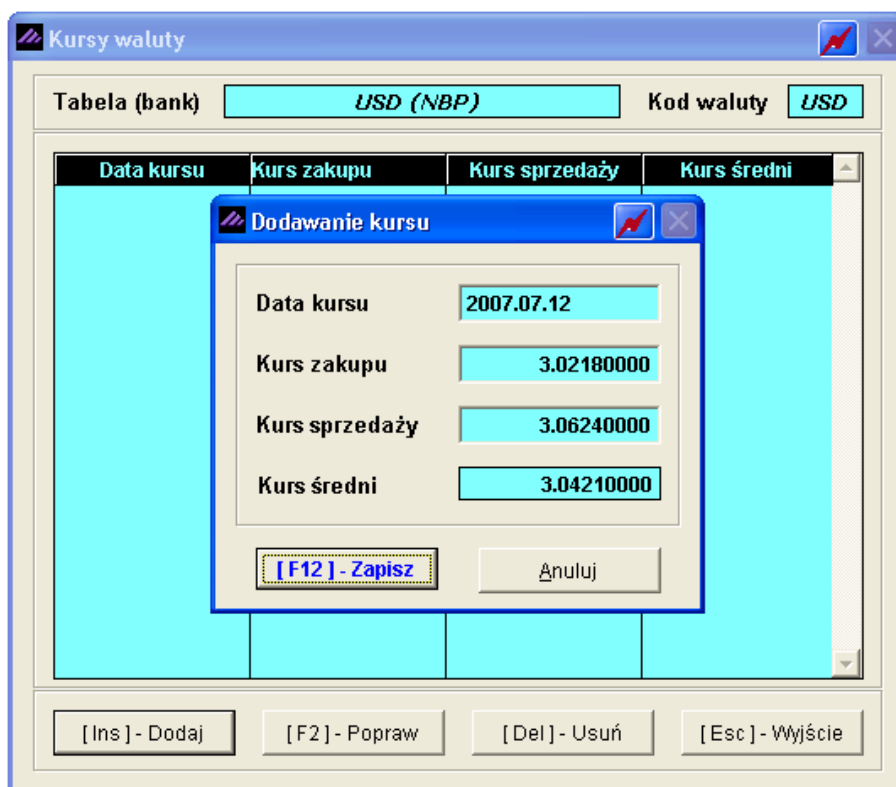 Kursy waluty
Tabela (bank) USD (NBP) Kod waluty USD
Data kursu Kurs zakupu Kurs sprzedaży Kurs średni
Dodawanie kursu
Data kursu 2007.07.12
Kurs zakupu 3.02180000
Kurs sprzedaży 3.06240000
Kurs średni 3.04210000
[ F12 ] - Zapisz Anuluj
[ Ins ] - Dodaj [ F2 ] - Popraw [ Del ] - Usuń [ Esc ] - Wyjście